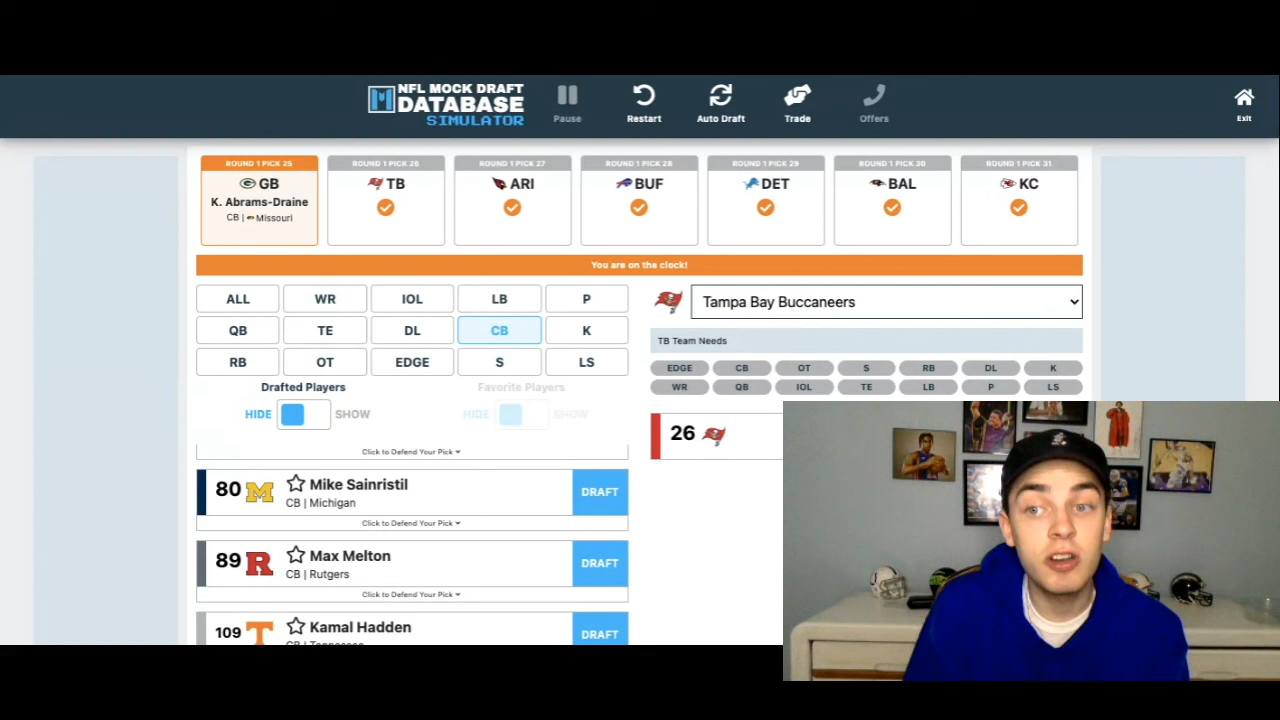 NFL MOCK DRAFT
DATABASE
SIMULATOR
Pause
Restart
Auto Draft
Trade
Offers
Exit
ROUND 1 PICK 25
GB
K. Abrams-Draine
CB | Missouri
ROUND 1 PICK 26
TB
ROUND 1 PICK 27
ARI
ROUND 1 PICK 28
BUF
ROUND 1 PICK 29
DET
ROUND 1 PICK 30
BAL
ROUND 1 PICK 31
KC
You are on the clock!
ALL WR IOL LB P
QB TE DL CB K
RB OT EDGE S LS
Drafted Players
HIDE SHOW
Favorite Players
HIDE SHOW
Click to Defend Your Pick
80 M Mike Sainristil
CB | Michigan
DRAFT
Click to Defend Your Pick
89 R Max Melton
CB | Rutgers
DRAFT
Click to Defend Your Pick
109 T Kamal Hadden
CB | Tennessee
DRAFT
Tampa Bay Buccaneers
TB Team Needs
EDGE CB OT S RB DL K
WR QB IOL TE LB P LS
26